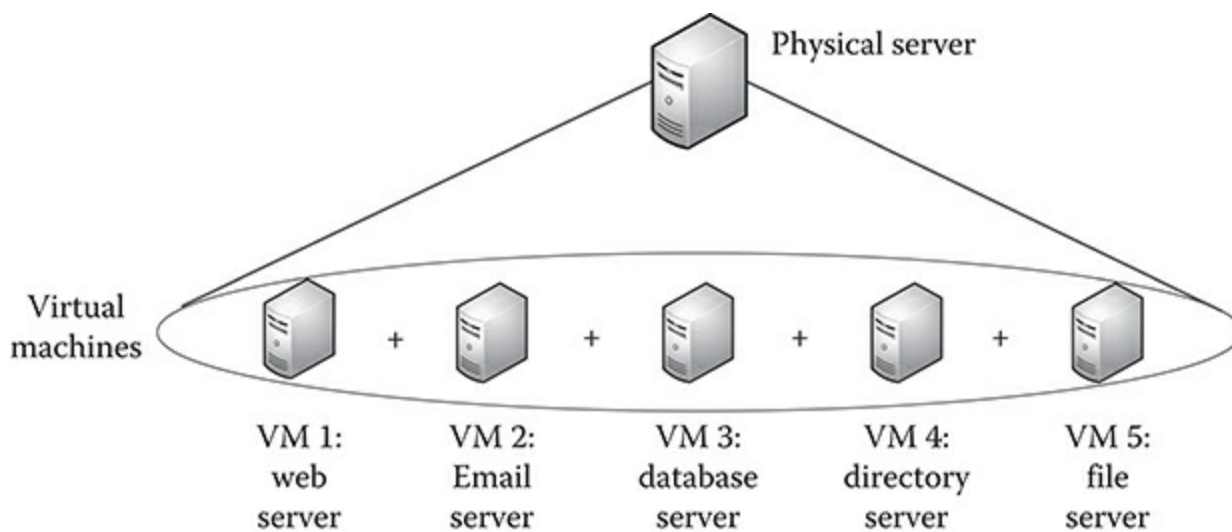 Physical server
Virtual
machines
+ + + +
VM 1:
web
server
VM 2:
Email
server
VM 3:
database
server
VM 4:
directory
server
VM 5:
file
server